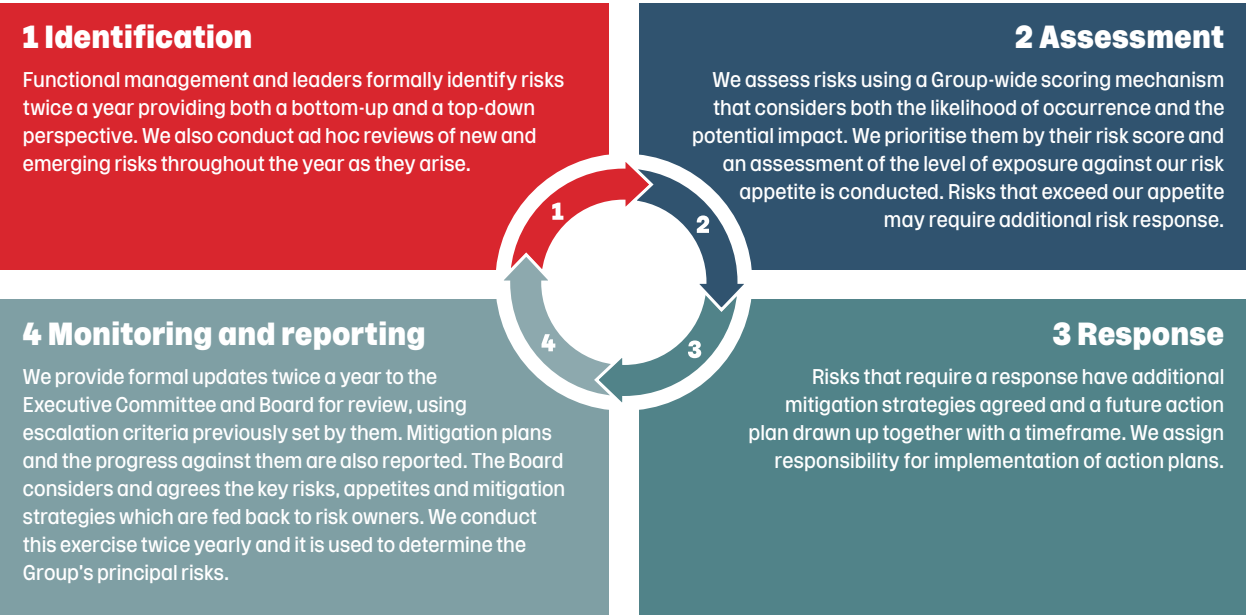 1 Identification
Functional management and leaders formally identify risks
twice a year providing both a bottom-up and a top-down
perspective. We also conduct ad hoc reviews of new and
emerging risks throughout the year as they arise.
2 Assessment
We assess risks using a Group-wide scoring mechanism
that considers both the likelihood of occurrence and the
potential impact. We prioritise them by their risk score and
an assessment of the level of exposure against our risk
appetite is conducted. Risks that exceed our appetite
may require additional risk response.
1
2
3
4
3 Response
Risks that require a response have additional
mitigation strategies agreed and a future action
plan drawn up together with a timeframe. We assign
responsibility for implementation of action plans.
4 Monitoring and reporting
We provide formal updates twice a year to the
Executive Committee and Board for review, using
escalation criteria previously set by them. Mitigation plans
and the progress against them are also reported. The Board
considers and agrees the key risks, appetites and mitigation
strategies which are fed back to risk owners. We conduct
this exercise twice yearly and it is used to determine the
Group's principal risks.